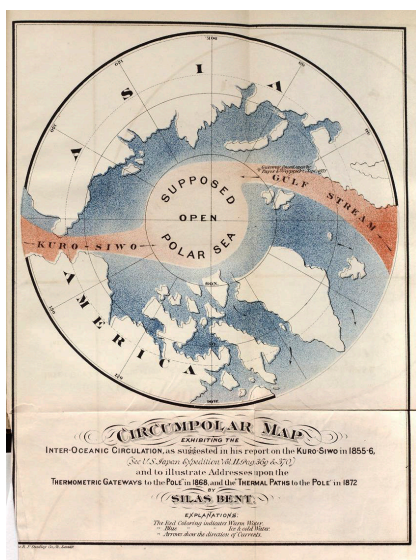 ASIA
SUPPOSED
OPEN
POLAR SEA
GULF STREAM
KURO-SIWO
AMERICA
CIRCUMPOLAR MAP
EXHIBITING THE
INTER-OCEANIC CIRCULATION, as suggested in his report on the KURO-SIWO in 1855-6,
(See U.S. Japan Expedition Vol. II. Pag. 369 & 370)
and to illustrate Addresses upon the
THERMOMETRIC GATEWAYS to the POLE in 1868, and the THERMAL PATHS to the POLE in 1872
BY
SILAS BENT.
EXPLANATIONS:
The Red Coloring indicates Warm Water.
" Blue " " Ice & cold Water.
" Arrows show the direction of Currents.